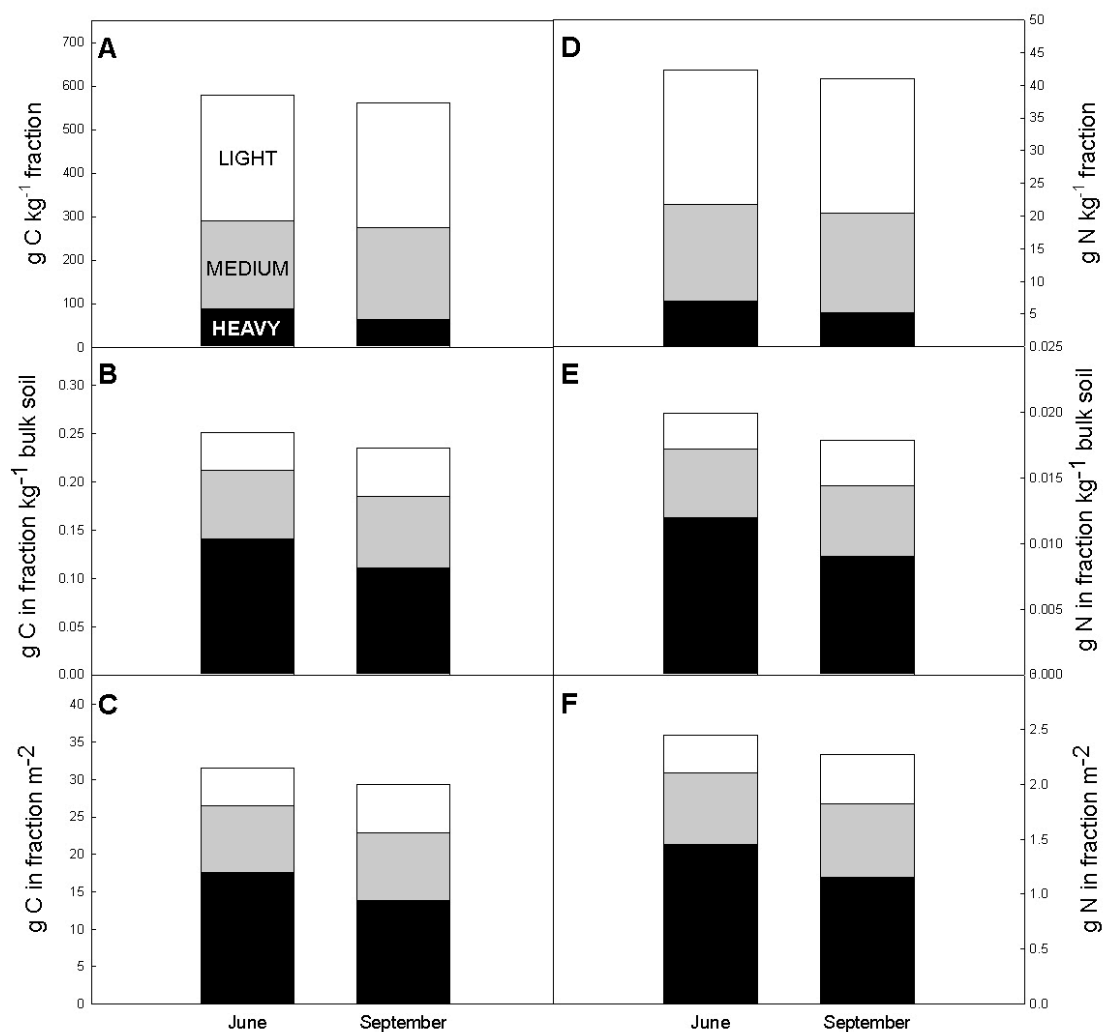 A
700
600
500
400
300
200
100
0
g C kg⁻¹ fraction
LIGHT
MEDIUM
HEAVY
D
50
45
40
35
30
25
20
15
10
5
0.025
g N kg⁻¹ fraction
B
0.30
0.25
0.20
0.15
0.10
0.05
0.00
g C in fraction kg⁻¹ bulk soil
E
0.020
0.015
0.010
0.005
g N in fraction kg⁻¹ bulk soil
C
40
35
30
25
20
15
10
5
0
g C in fraction m⁻²
F
2.5
2.0
1.5
1.0
0.5
0.0
g N in fraction m⁻²
June September
June September